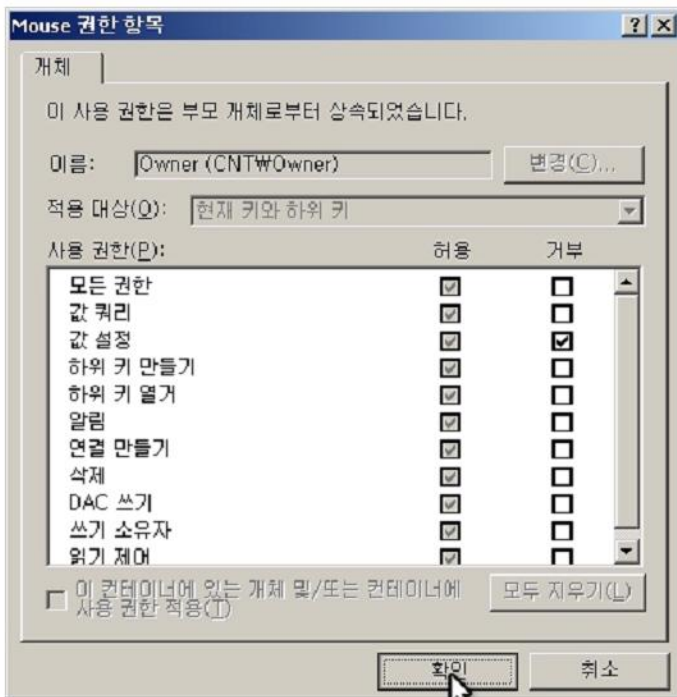 Mouse 권한 항목
개체
이 사용 권한은 부모 개체로부터 상속되었습니다.
이름: Owner (CNT₩Owner) 변경(C)...
적용 대상(O): 현재 키와 하위 키
사용 권한(P): 허용 거부
모든 권한
값 쿼리
값 설정
하위 키 만들기
하위 키 열거
알림
연결 만들기
삭제
DAC 쓰기
쓰기 소유자
읽기 제어
이 컨테이너에 있는 개체 및/또는 컨테이너에
사용 권한 적용(T)
모두 지우기(L)
확인 취소